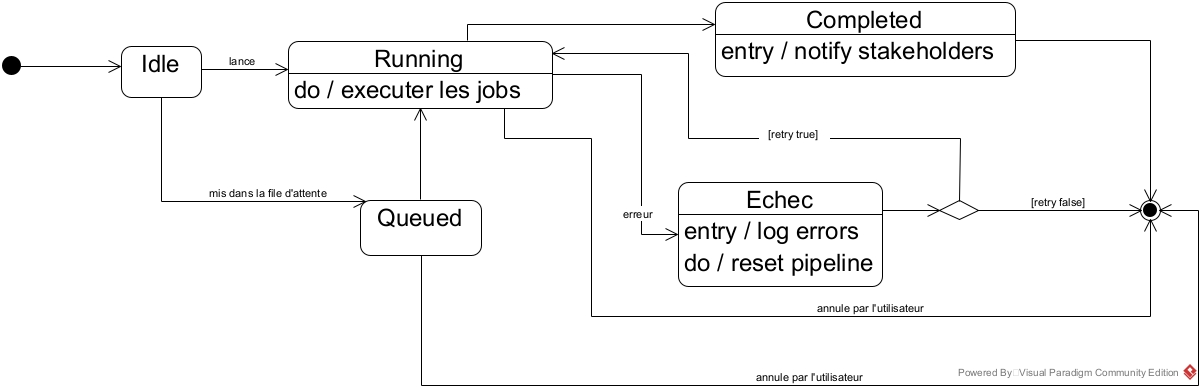 Completed
entry / notify stakeholders
Idle
lance
Running
do / executer les jobs
[retry true]
mis dans la file d'attente
Queued
erreur
Echec
entry / log errors
do / reset pipeline
[retry false]
annule par l'utilisateur
annule par l'utilisateur
Powered By Visual Paradigm Community Edition